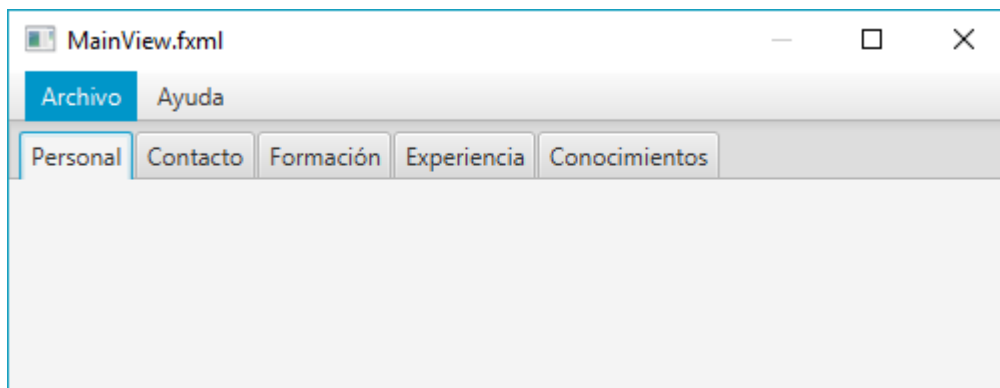 MainView.fxml
Archivo Ayuda
Personal Contacto Formación Experiencia Conocimientos